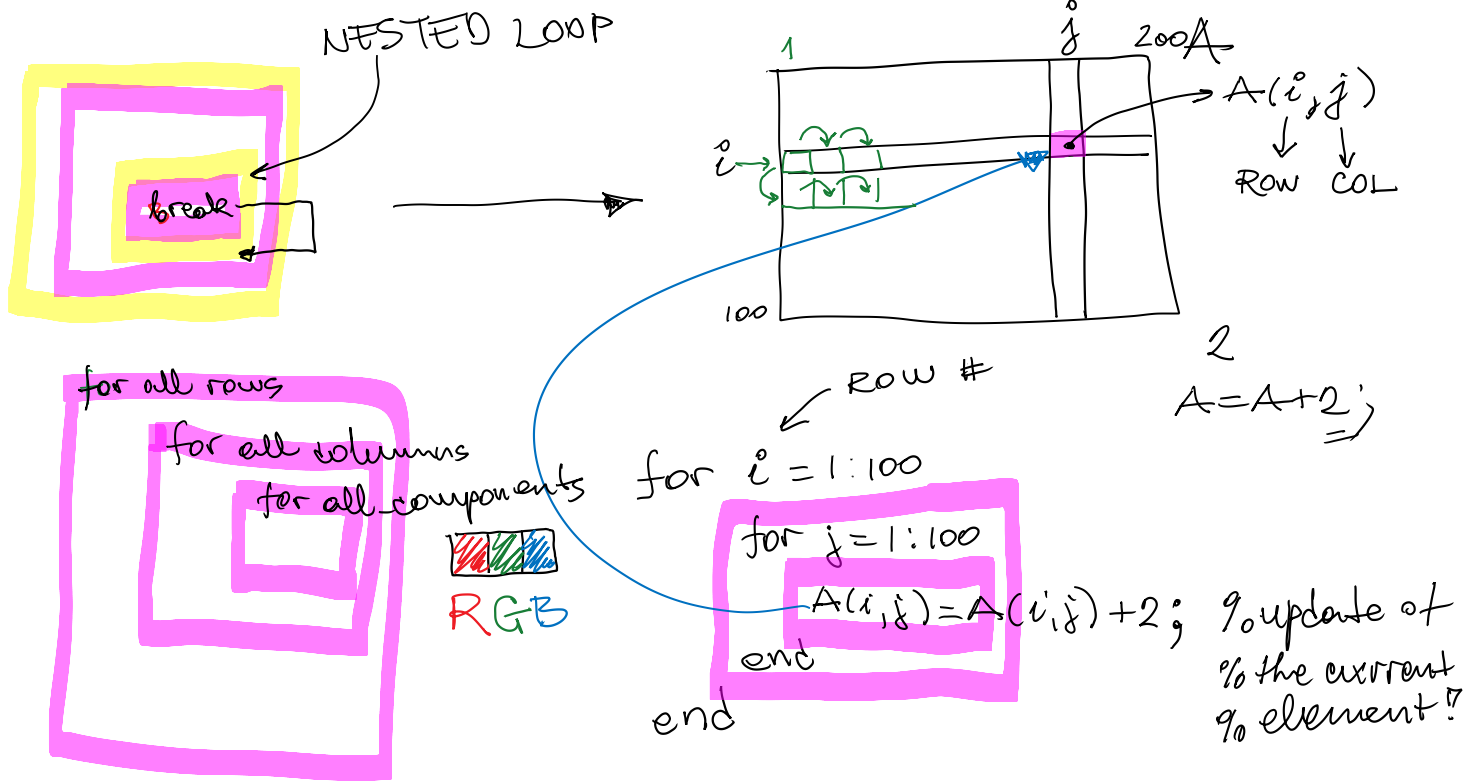 NESTED LOOP
break
1
j
200
A
A(i,j)
i
ROW COL
100
for all rows
for all columns
for all components
RGB
2
A=A+2;
ROW #
for i = 1:100
for j = 1:100
A(i,j)=A(i,j)+2; % update of
% the current
% element?
end
end